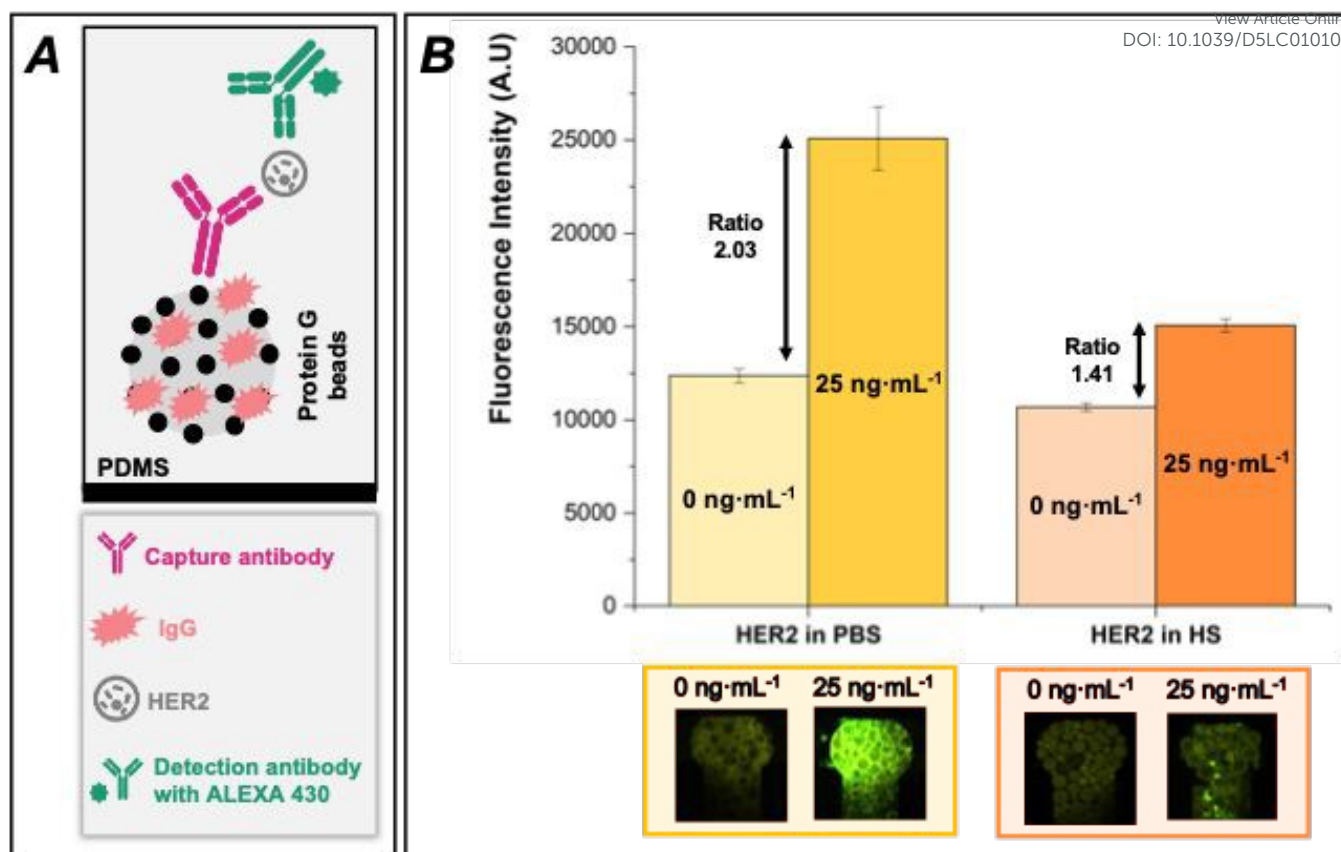 View Article Onlin
DOI: 10.1039/D5LC01010
A
Protein G
beads
PDMS
Capture antibody
IgG
HER2
Detection antibody
with ALEXA 430
B
Fluorescence Intensity (A.U)
30000
25000
20000
15000
10000
5000
0
Ratio
2.03
Ratio
1.41
0 ng·mL⁻¹
25 ng·mL⁻¹
0 ng·mL⁻¹
25 ng·mL⁻¹
HER2 in PBS
HER2 in HS
0 ng·mL⁻¹ 25 ng·mL⁻¹
0 ng·mL⁻¹ 25 ng·mL⁻¹